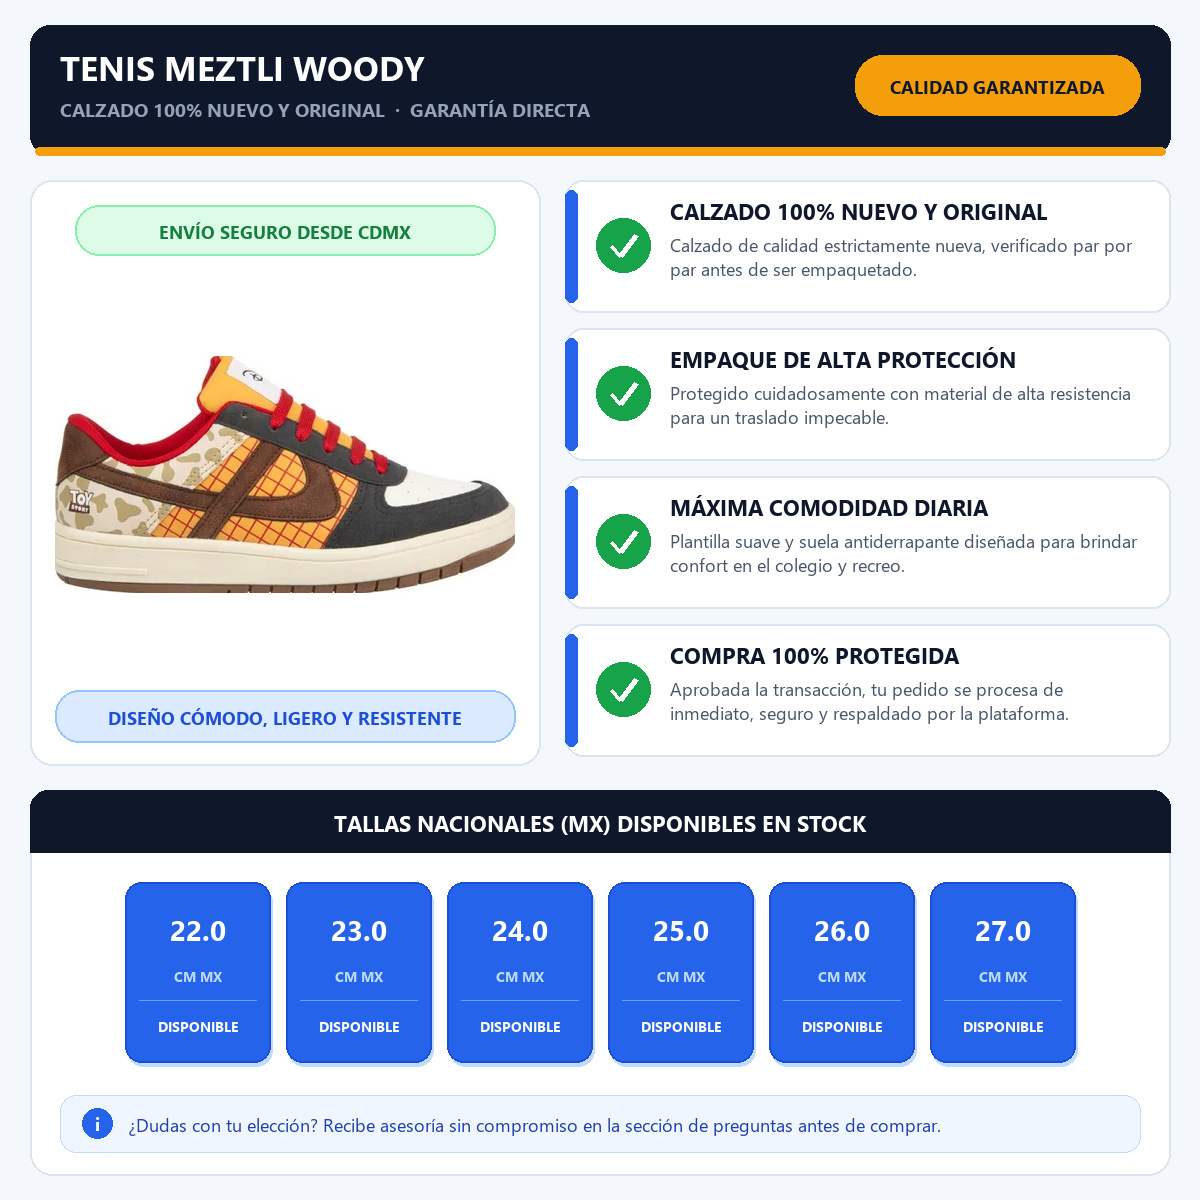 TENIS MEZTLI WOODY
CALZADO 100% NUEVO Y ORIGINAL · GARANTÍA DIRECTA
CALIDAD GARANTIZADA
ENVÍO SEGURO DESDE CDMX
TOY
STORY
DISEÑO CÓMODO, LIGERO Y RESISTENTE
CALZADO 100% NUEVO Y ORIGINAL
Calzado de calidad estrictamente nueva, verificado par por
par antes de ser empaquetado.
EMPAQUE DE ALTA PROTECCIÓN
Protegido cuidadosamente con material de alta resistencia
para un traslado impecable.
MÁXIMA COMODIDAD DIARIA
Plantilla suave y suela antiderrapante diseñada para brindar
confort en el colegio y recreo.
COMPRA 100% PROTEGIDA
Aprobada la transacción, tu pedido se procesa de
inmediato, seguro y respaldado por la plataforma.
TALLAS NACIONALES (MX) DISPONIBLES EN STOCK
22.0 23.0 24.0 25.0 26.0 27.0
CM MX CM MX CM MX CM MX CM MX CM MX
DISPONIBLE DISPONIBLE DISPONIBLE DISPONIBLE DISPONIBLE DISPONIBLE
i ¿Dudas con tu elección? Recibe asesoría sin compromiso en la sección de preguntas antes de comprar.